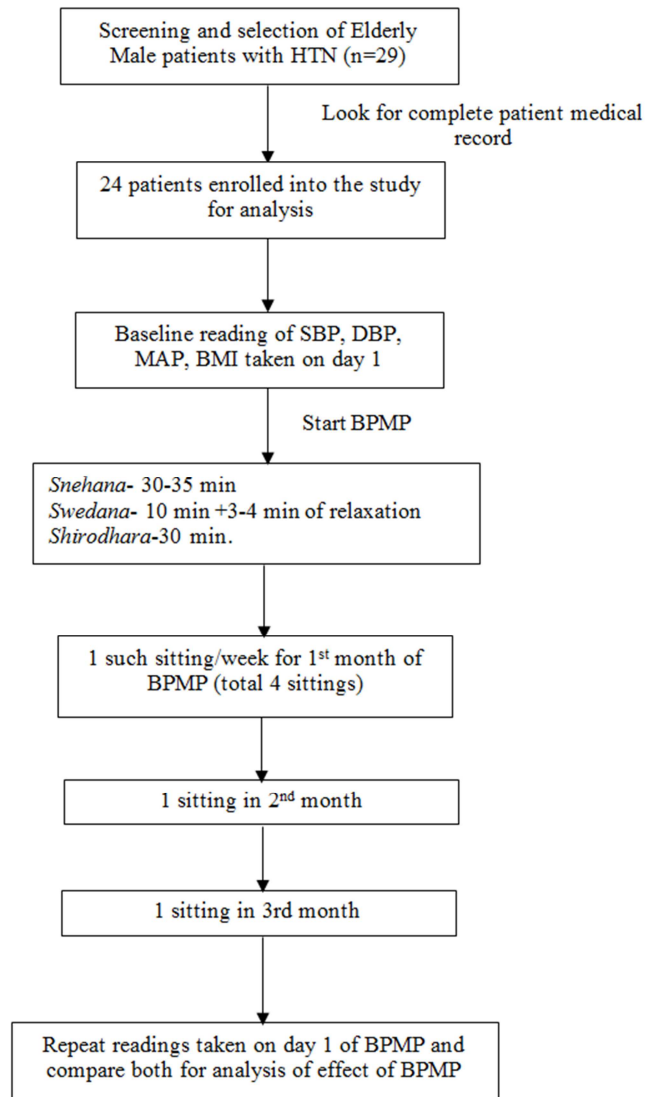 Screening and selection of Elderly
Male patients with HTN (n=29)
Look for complete patient medical
record
24 patients enrolled into the study
for analysis
Baseline reading of SBP, DBP,
MAP, BMI taken on day 1
Start BPMP
Snehana- 30-35 min
Swedana- 10 min +3-4 min of relaxation
Shirodhara-30 min.
1 such sitting/week for 1st month of
BPMP (total 4 sittings)
1 sitting in 2nd month
1 sitting in 3rd month
Repeat readings taken on day 1 of BPMP and
compare both for analysis of effect of BPMP